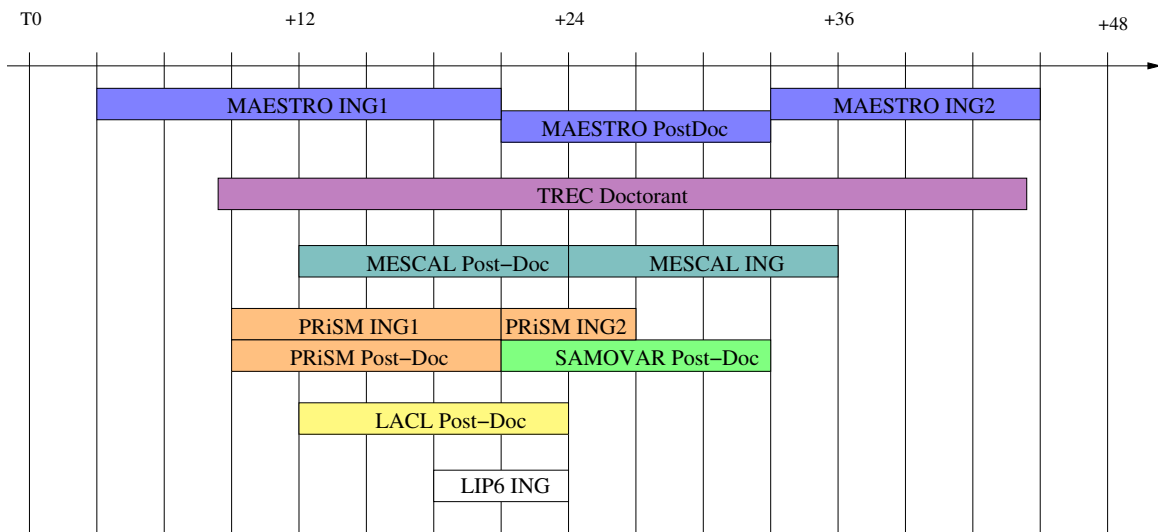 T0 +12 +24 +36 +48
MAESTRO ING1 MAESTRO ING2
MAESTRO PostDoc
TREC Doctorant
MESCAL Post−Doc MESCAL ING
PRiSM ING1 PRiSM ING2
PRiSM Post−Doc SAMOVAR Post−Doc
LACL Post−Doc
LIP6 ING